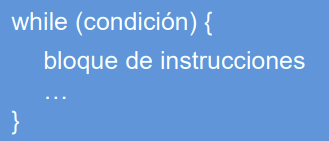 while (condición) {
bloque de instrucciones
…
}